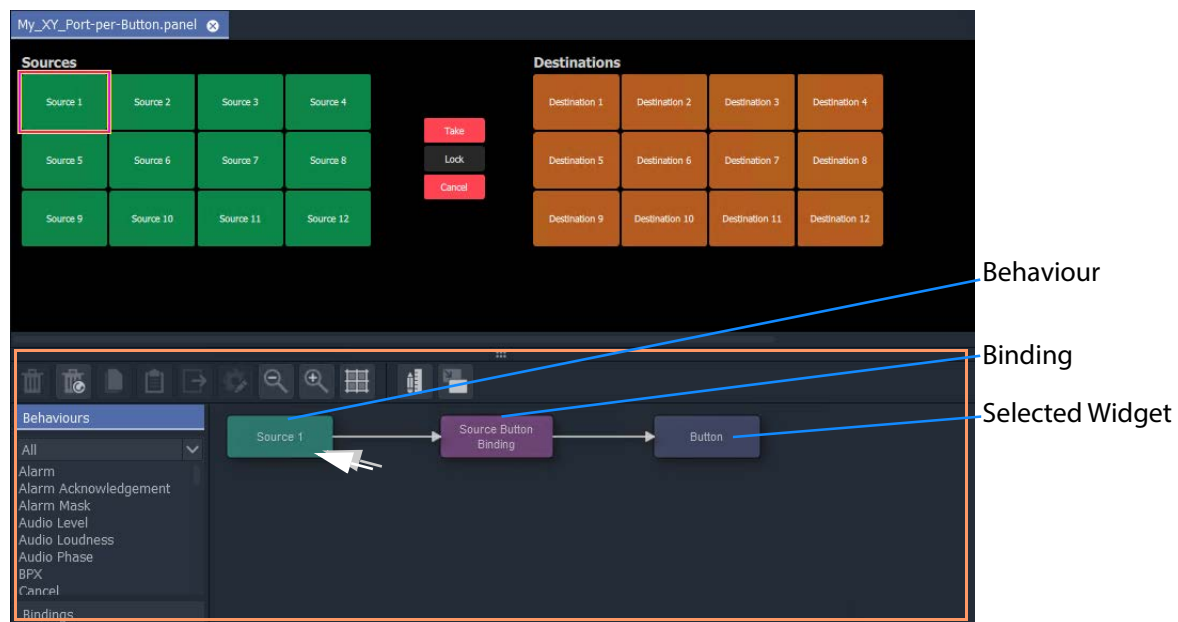 My_XY_Port-per-Button.panel
Sources
Destinations
Source 1 Source 2 Source 3 Source 4
Destination 1 Destination 2 Destination 3 Destination 4
Take
Source 5 Source 6 Source 7 Source 8
Lock
Destination 5 Destination 6 Destination 7 Destination 8
Cancel
Source 9 Source 10 Source 11 Source 12
Destination 9 Destination 10 Destination 11 Destination 12
Behaviour
Binding
Selected Widget
Behaviours
All
Alarm
Alarm Acknowledgement
Alarm Mask
Audio Level
Audio Loudness
Audio Phase
BPX
Cancel
Bindings
Source 1
Source Button
Binding
Button